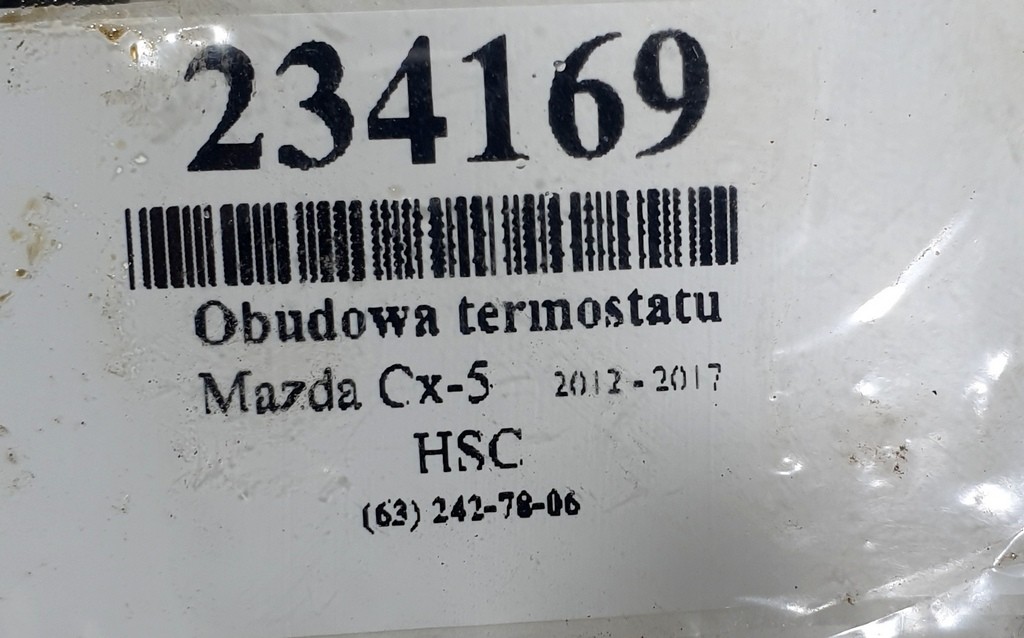 234169
Obudowa termostatu
Mazda Cx-5 2012-2017
HSC
(63) 242-78-06